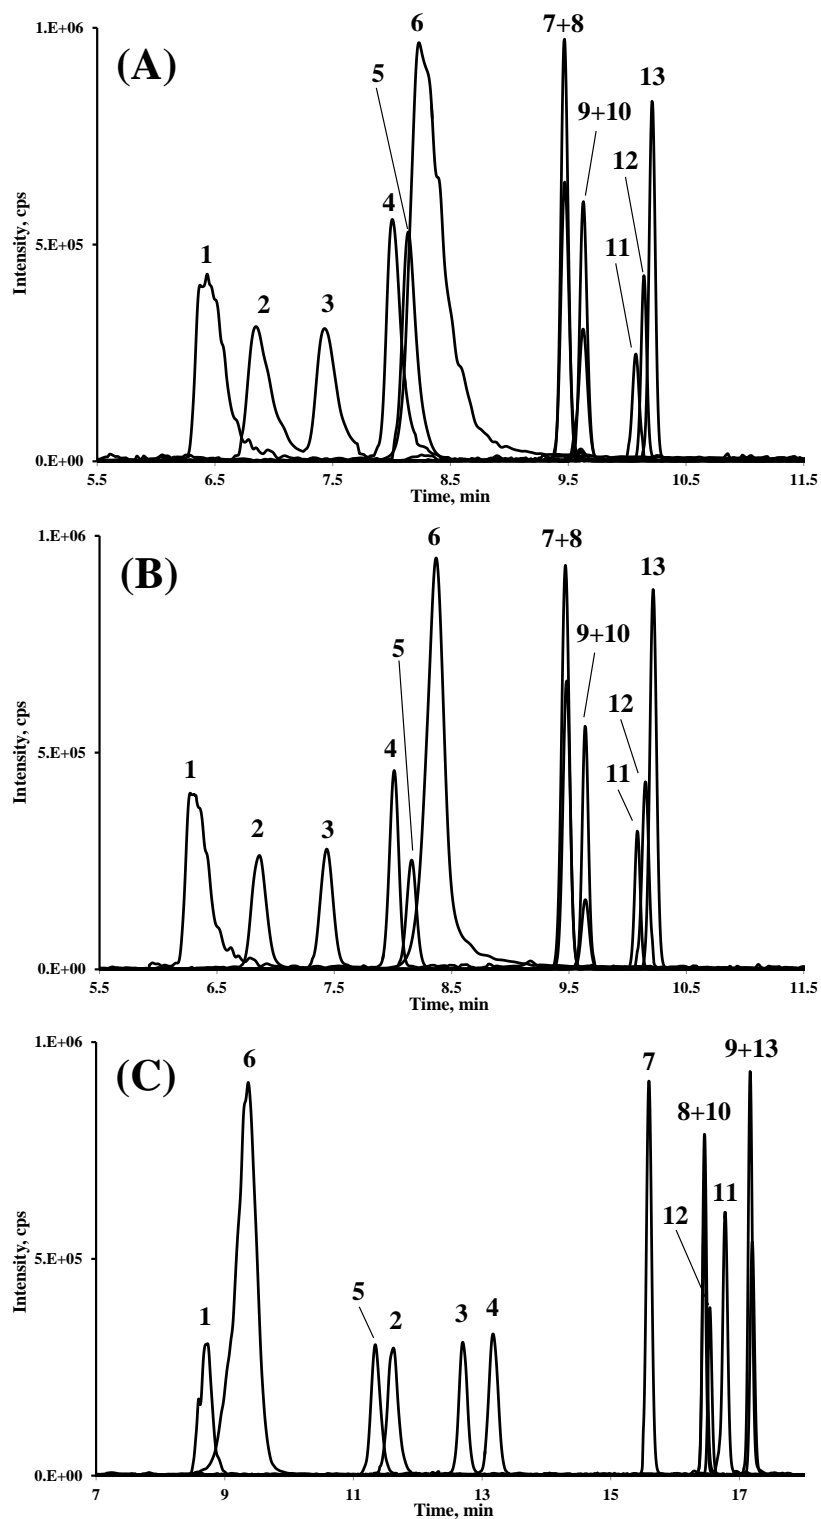 1.E+06
(A)
6
7+8
5
13
9+10
12
4
11
1
2
3
5.E+05
Intensity, cps
0.E+00
5.5
6.5
7.5
8.5
9.5
10.5
11.5
Time, min
1.E+06
(B)
6
7+8
13
5
9+10
12
4
11
1
2
3
5.E+05
Intensity, cps
0.E+00
5.5
6.5
7.5
8.5
9.5
10.5
11.5
Time, min
1.E+06
(C)
6
7
9+13
8+10
11
12
5
1
2
3
4
5.E+05
Intensity, cps
0.E+00
7
9
11
13
15
17
Time, min